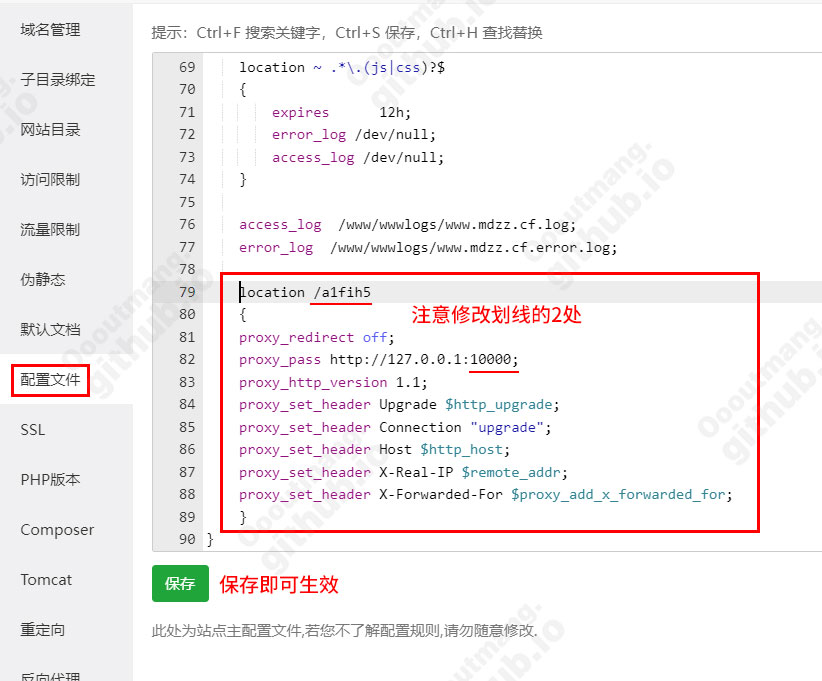 提示：Ctrl+F 搜索关键字，Ctrl+S 保存，Ctrl+H 查找替换
域名管理
子目录绑定
网站目录
访问限制
流量限制
伪静态
默认文档
配置文件
SSL
PHP版本
Composer
Tomcat
重定向
反向代理
69 location ~ .*\.(js|css)?$
70 {
71 expires 12h;
72 error_log /dev/null;
73 access_log /dev/null;
74 }
75
76 access_log /www/wwwlogs/www.mdzz.cf.log;
77 error_log /www/wwwlogs/www.mdzz.cf.error.log;
78
79 location /a1fih5
80 {
注意修改划线的2处
81 proxy_redirect off;
82 proxy_pass http://127.0.0.1:10000;
83 proxy_http_version 1.1;
84 proxy_set_header Upgrade $http_upgrade;
85 proxy_set_header Connection "upgrade";
86 proxy_set_header Host $http_host;
87 proxy_set_header X-Real-IP $remote_addr;
88 proxy_set_header X-Forwarded-For $proxy_add_x_forwarded_for;
89 }
90 }
保存 保存即可生效
此处为站点主配置文件,若您不了解配置规则,请勿随意修改.
Oooutmang.
github.io